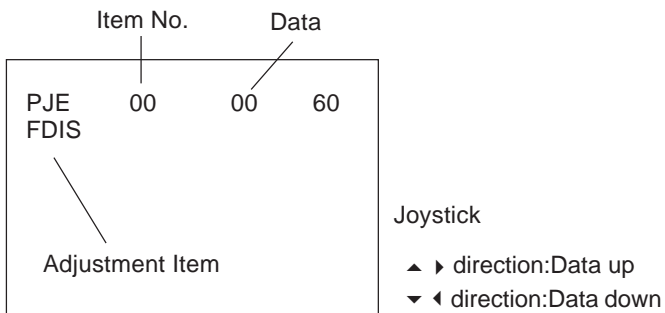 Item No.
Data
PJE 00 00 60
FDIS
Adjustment Item
Joystick
▲ ▶ direction:Data up
▼ ◀ direction:Data down